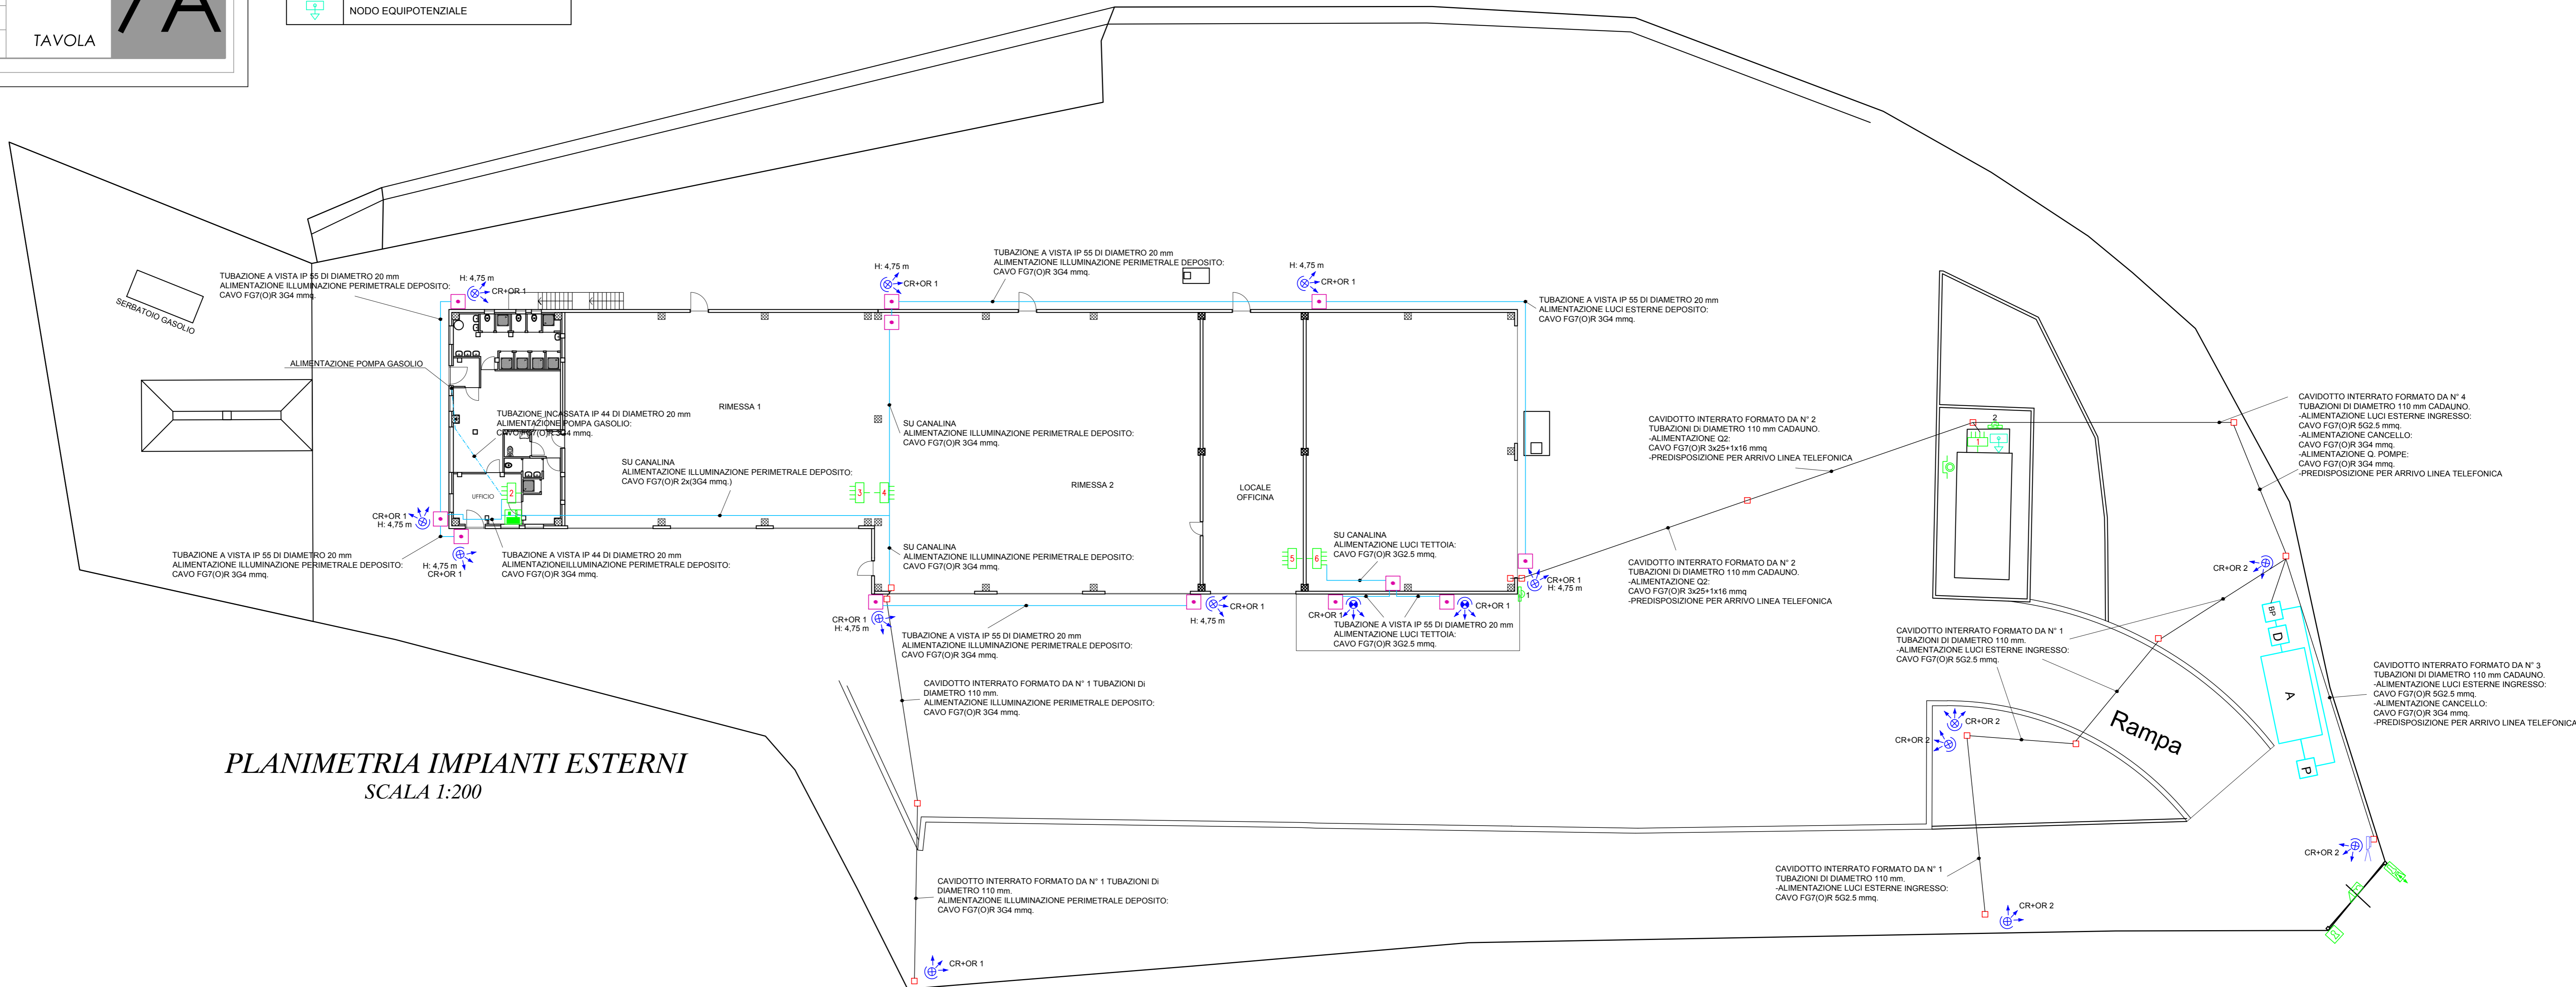 7A
TAVOLA
NODO EQUIPOTENZIALE
TUBAZIONE A VISTA IP 55 DI DIAMETRO 20 mm
ALIMENTAZIONE ILLUMINAZIONE PERIMETRALE DEPOSITO:
CAVO FG7(O)R 3G4 mmq.
H: 4,75 m
CR+OR 1
SERBATOIO GASOLIO
ALIMENTAZIONE POMPA GASOLIO
TUBAZIONE INCASSATA IP 44 DI DIAMETRO 20 mm
ALIMENTAZIONE POMPA GASOLIO:
CAVO FG7(O)R 3G4 mmq.
UFFICIO
2
CR+OR 1
H: 4,75 m
H: 4,75 m
CR+OR 1
TUBAZIONE A VISTA IP 55 DI DIAMETRO 20 mm
ALIMENTAZIONE ILLUMINAZIONE PERIMETRALE DEPOSITO:
CAVO FG7(O)R 3G4 mmq.
TUBAZIONE A VISTA IP 44 DI DIAMETRO 20 mm
ALIMENTAZIONEILLUMINAZIONE PERIMETRALE DEPOSITO:
CAVO FG7(O)R 3G4 mmq.
RIMESSA 1
SU CANALINA
ALIMENTAZIONE ILLUMINAZIONE PERIMETRALE DEPOSITO:
CAVO FG7(O)R 2x(3G4 mmq.)
3
4
H: 4,75 m
CR+OR 1
TUBAZIONE A VISTA IP 55 DI DIAMETRO 20 mm
ALIMENTAZIONE ILLUMINAZIONE PERIMETRALE DEPOSITO:
CAVO FG7(O)R 3G4 mmq.
H: 4,75 m
CR+OR 1
TUBAZIONE A VISTA IP 55 DI DIAMETRO 20 mm
ALIMENTAZIONE LUCI ESTERNE DEPOSITO:
CAVO FG7(O)R 3G4 mmq.
SU CANALINA
ALIMENTAZIONE ILLUMINAZIONE PERIMETRALE DEPOSITO:
CAVO FG7(O)R 3G4 mmq.
RIMESSA 2
LOCALE
OFFICINA
SU CANALINA
ALIMENTAZIONE ILLUMINAZIONE PERIMETRALE DEPOSITO:
CAVO FG7(O)R 3G4 mmq.
5
6
SU CANALINA
ALIMENTAZIONE LUCI TETTOIA:
CAVO FG7(O)R 3G2.5 mmq.
CR+OR 1
H: 4,75 m
CR+OR 1
H: 4,75 m
CR+OR 1
CR+OR 1
CR+OR 1
H: 4,75 m
1
TUBAZIONE A VISTA IP 55 DI DIAMETRO 20 mm
ALIMENTAZIONE ILLUMINAZIONE PERIMETRALE DEPOSITO:
CAVO FG7(O)R 3G4 mmq.
TUBAZIONE A VISTA IP 55 DI DIAMETRO 20 mm
ALIMENTAZIONE LUCI TETTOIA:
CAVO FG7(O)R 3G2.5 mmq.
CAVIDOTTO INTERRATO FORMATO DA N° 1 TUBAZIONI Di
DIAMETRO 110 mm.
ALIMENTAZIONE ILLUMINAZIONE PERIMETRALE DEPOSITO:
CAVO FG7(O)R 3G4 mmq.
CAVIDOTTO INTERRATO FORMATO DA N° 1 TUBAZIONI Di
DIAMETRO 110 mm.
ALIMENTAZIONE ILLUMINAZIONE PERIMETRALE DEPOSITO:
CAVO FG7(O)R 3G4 mmq.
CR+OR 1
CAVIDOTTO INTERRATO FORMATO DA N° 2
TUBAZIONI Di DIAMETRO 110 mm CADAUNO.
-ALIMENTAZIONE Q2:
CAVO FG7(O)R 3x25+1x16 mmq
-PREDISPOSIZIONE PER ARRIVO LINEA TELEFONICA
CAVIDOTTO INTERRATO FORMATO DA N° 2
TUBAZIONI Di DIAMETRO 110 mm CADAUNO.
-ALIMENTAZIONE Q2:
CAVO FG7(O)R 3x25+1x16 mmq
-PREDISPOSIZIONE PER ARRIVO LINEA TELEFONICA
2
1
CAVIDOTTO INTERRATO FORMATO DA N° 4
TUBAZIONI DI DIAMETRO 110 mm CADAUNO.
-ALIMENTAZIONE LUCI ESTERNE INGRESSO:
CAVO FG7(O)R 5G2.5 mmq.
-ALIMENTAZIONE CANCELLO:
CAVO FG7(O)R 3G4 mmq.
-ALIMENTAZIONE Q. POMPE:
CAVO FG7(O)R 3G4 mmq.
-PREDISPOSIZIONE PER ARRIVO LINEA TELEFONICA
CR+OR 2
CAVIDOTTO INTERRATO FORMATO DA N° 1
TUBAZIONI DI DIAMETRO 110 mm.
-ALIMENTAZIONE LUCI ESTERNE INGRESSO:
CAVO FG7(O)R 5G2.5 mmq.
BP
D
A
P
CAVIDOTTO INTERRATO FORMATO DA N° 3
TUBAZIONI DI DIAMETRO 110 mm CADAUNO.
-ALIMENTAZIONE LUCI ESTERNE INGRESSO:
CAVO FG7(O)R 5G2.5 mmq.
-ALIMENTAZIONE CANCELLO:
CAVO FG7(O)R 3G4 mmq.
-PREDISPOSIZIONE PER ARRIVO LINEA TELEFONICA
CR+OR 2
CR+OR 2
Rampa
CR+OR 2
CAVIDOTTO INTERRATO FORMATO DA N° 1
TUBAZIONI DI DIAMETRO 110 mm.
-ALIMENTAZIONE LUCI ESTERNE INGRESSO:
CAVO FG7(O)R 5G2.5 mmq.
CR+OR 2
PLANIMETRIA IMPIANTI ESTERNI
SCALA 1:200